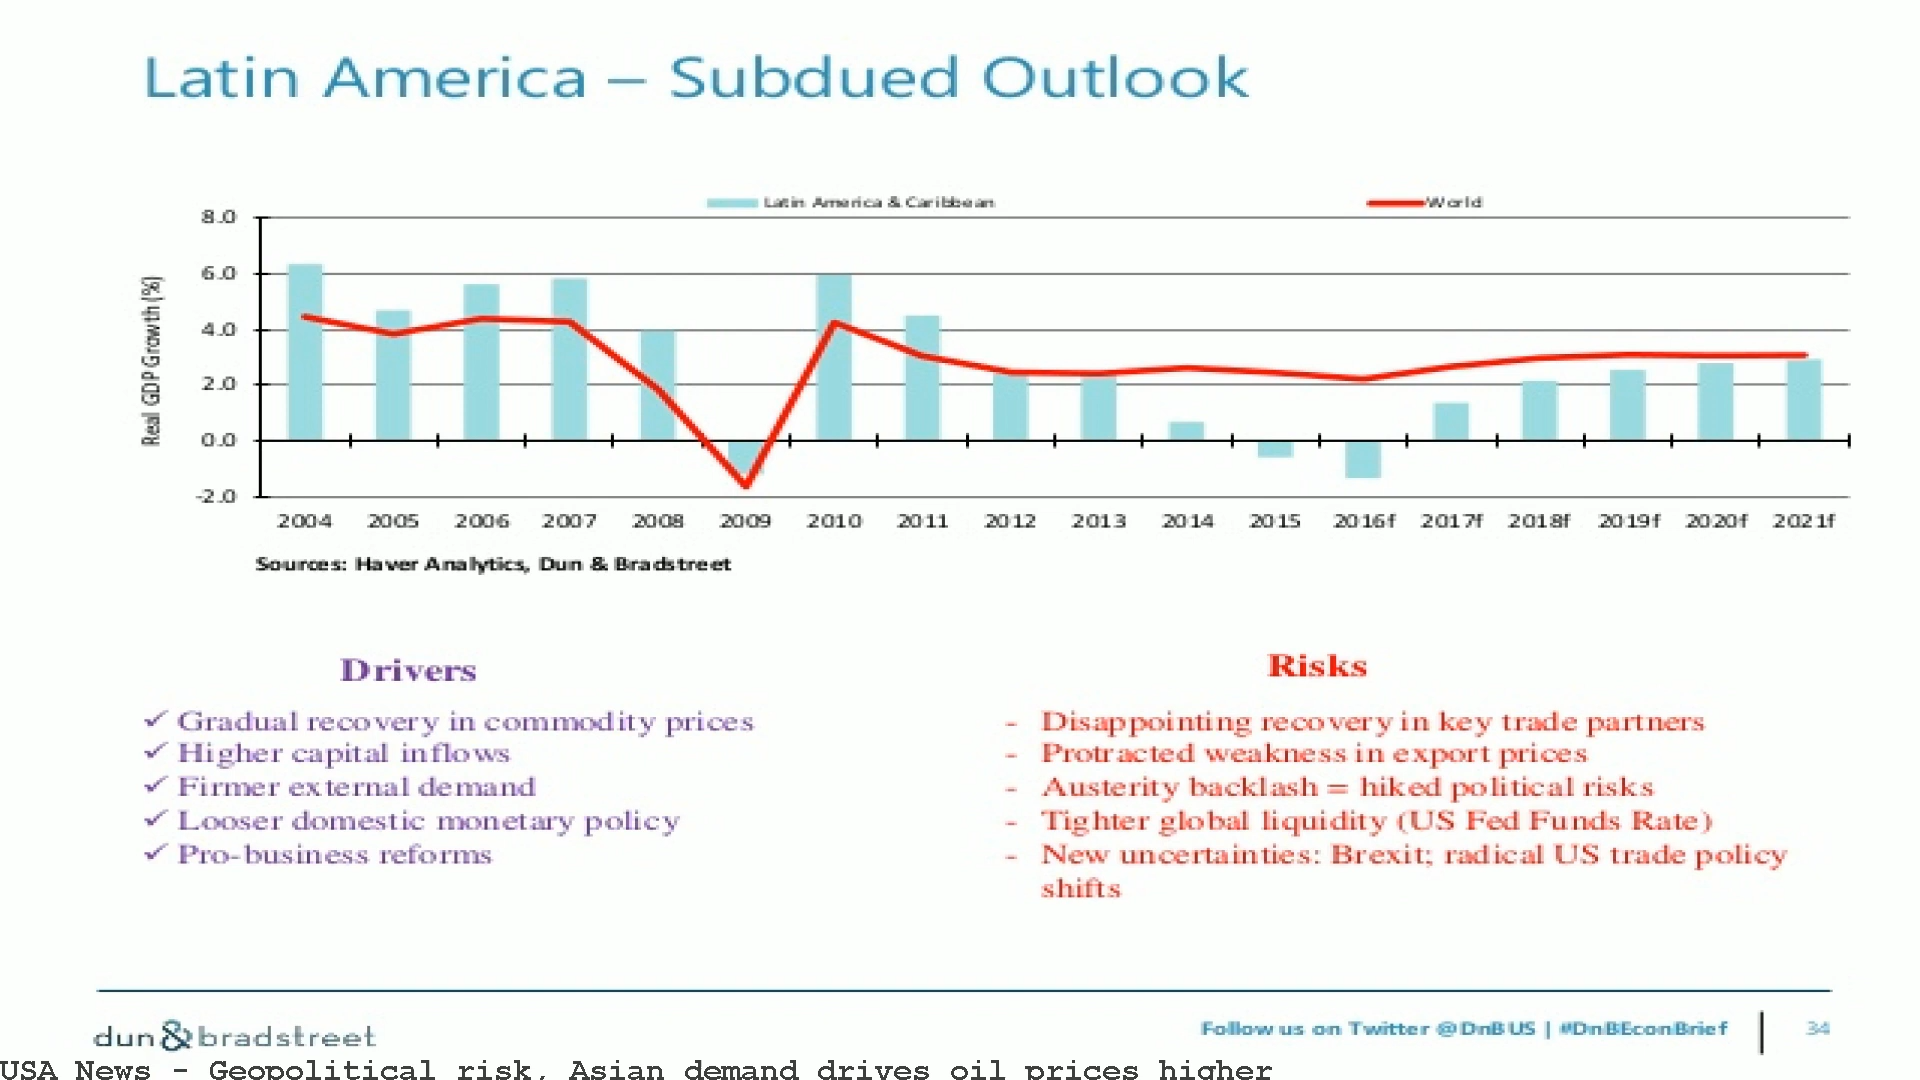 Latin America – Subdued Outlook
Latin America & Caribbean
World
Real GDP Growth (%)
8.0
6.0
4.0
2.0
0.0
-2.0
2004 2005 2006 2007 2008 2009 2010 2011 2012 2013 2014 2015 2016f 2017f 2018f 2019f 2020f 2021f
Sources: Haver Analytics, Dun & Bradstreet
Drivers
✓ Gradual recovery in commodity prices
✓ Higher capital inflows
✓ Firmer external demand
✓ Looser domestic monetary policy
✓ Pro-business reforms
Risks
- Disappointing recovery in key trade partners
- Protracted weakness in export prices
- Austerity backlash = hiked political risks
- Tighter global liquidity (US Fed Funds Rate)
- New uncertainties: Brexit; radical US trade policy
shifts
dun & bradstreet
Follow us on Twitter @DnBUS | #DnBEconBrief
34
USA News - Geopolitical risk, Asian demand drives oil prices higher